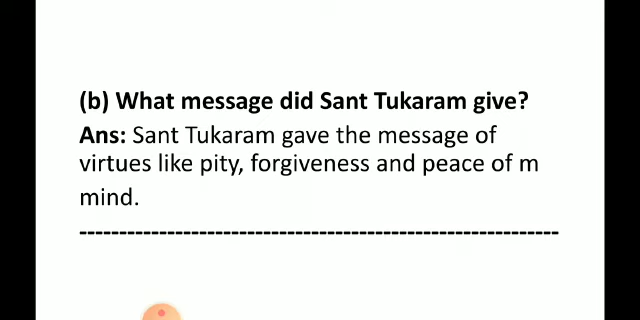 (b) What message did Sant Tukaram give?
Ans: Sant Tukaram gave the message of
virtues like pity, forgiveness and peace of m
mind.
------------------------------------------------------------